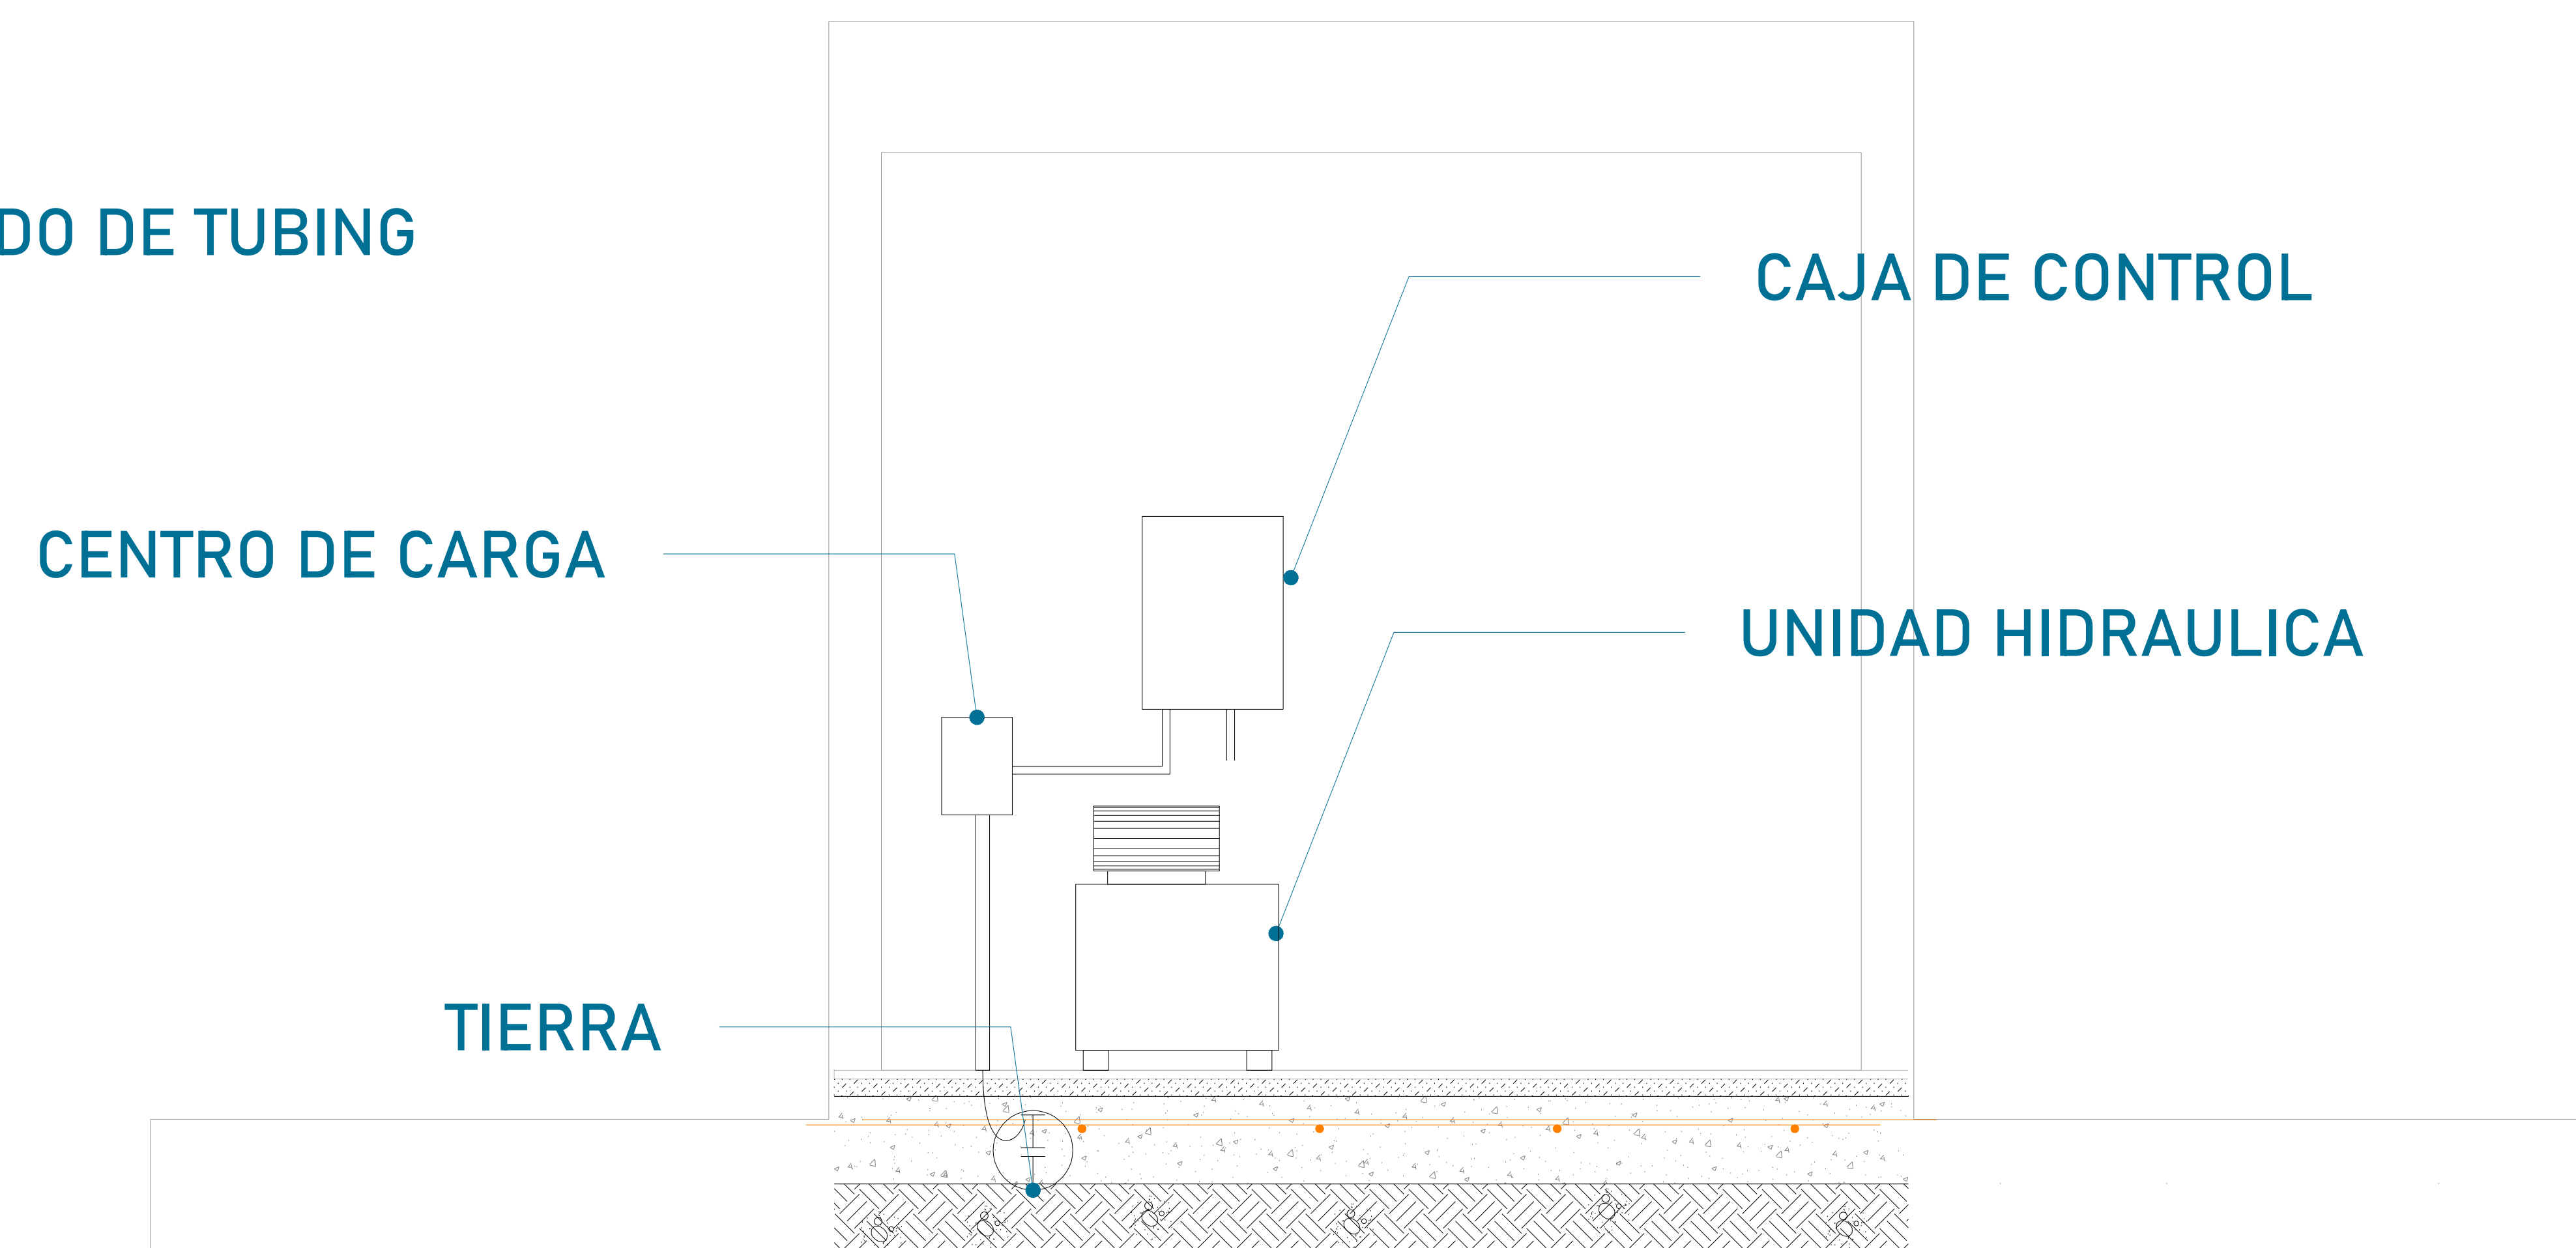 DO DE TUBING
CAJA DE CONTROL
CENTRO DE CARGA
UNIDAD HIDRAULICA
TIERRA